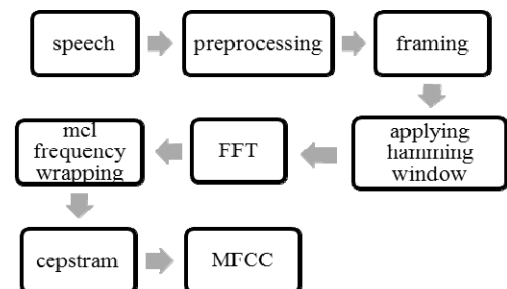 speech
preprocessing
framing
applying
hamming
window
FFT
mel
frequency
wrapping
cepstram
MFCC